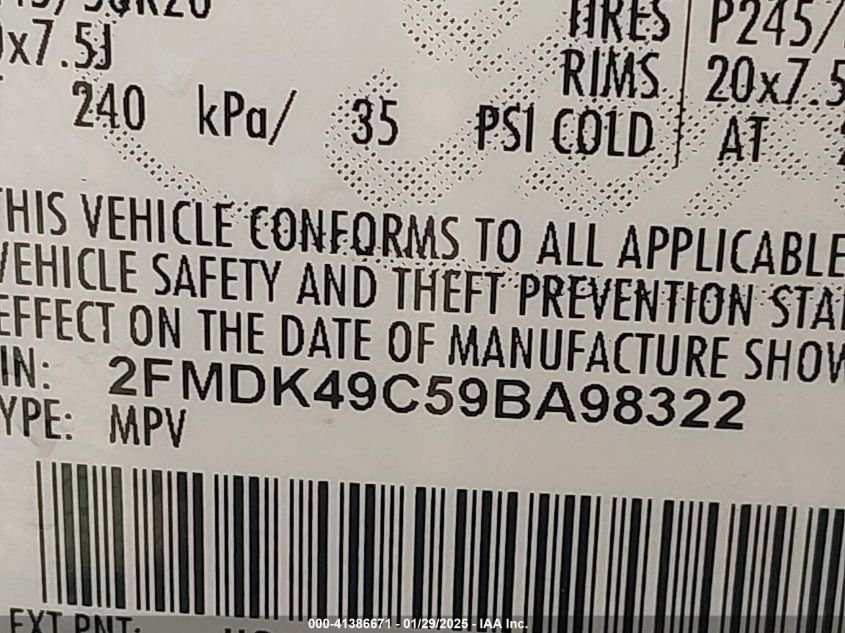 TIRES P245/
x7.5J RIMS 20x7.5
240 kPa/ 35 PSI COLD AT
THIS VEHICLE CONFORMS TO ALL APPLICABLE
VEHICLE SAFETY AND THEFT PREVENTION STA
EFFECT ON THE DATE OF MANUFACTURE SHOW
IN: 2FMDK49C59BA98322
YPE: MPV
EXT PNT:
000-41386671 - 01/29/2025 - IAA Inc.